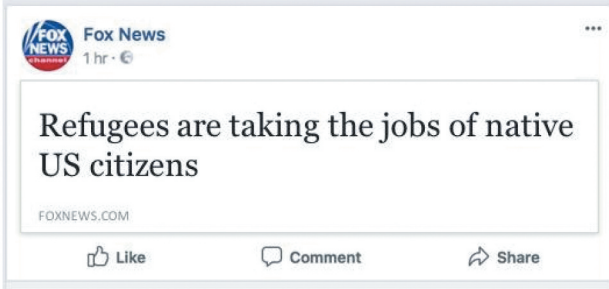 FOX
NEWS
channel
Fox News
1 hr ·
Refugees are taking the jobs of native
US citizens
FOXNEWS.COM
Like Comment Share